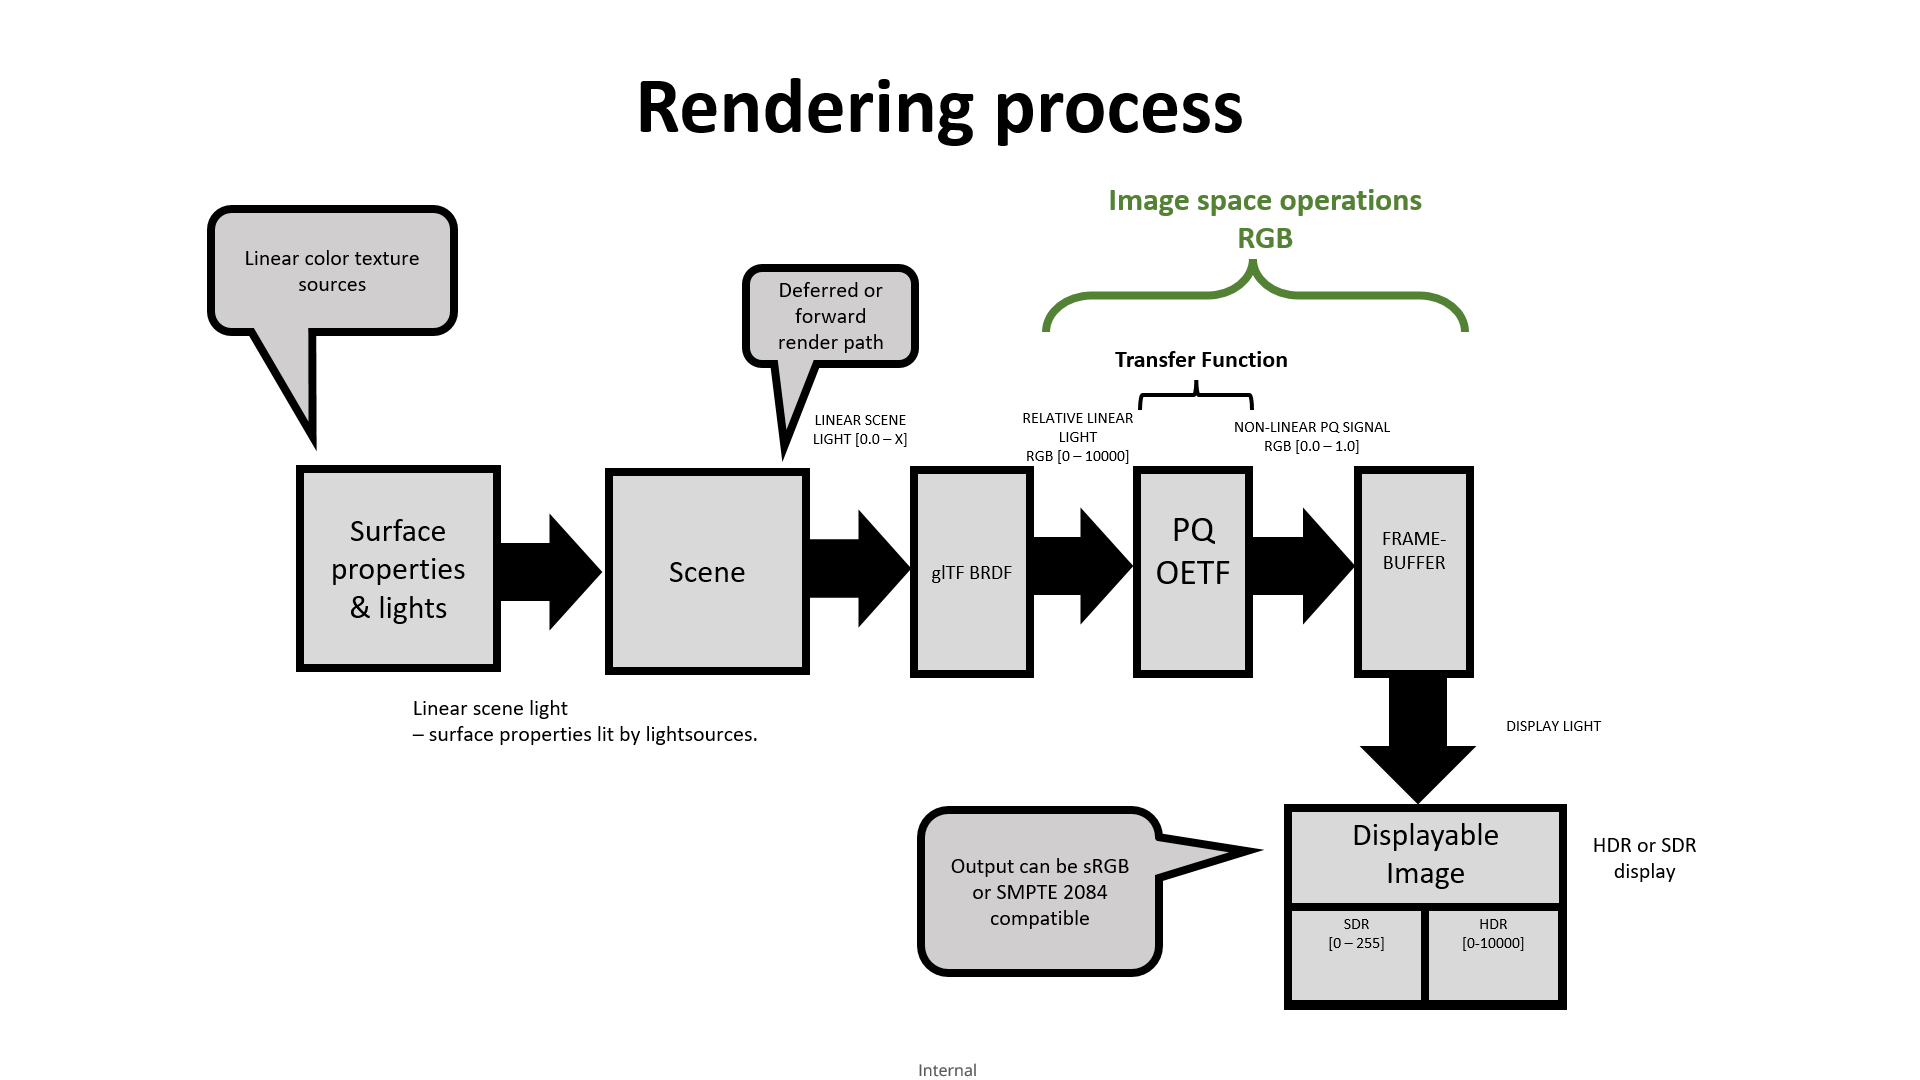 Rendering process
Image space operations
RGB
Linear color texture
sources
Deferred or
forward
render path
Transfer Function
LINEAR SCENE
LIGHT [0.0 – X]
RELATIVE LINEAR
LIGHT
RGB [0 – 10000]
NON-LINEAR PQ SIGNAL
RGB [0.0 – 1.0]
Surface
properties
& lights
Scene
glTF BRDF
PQ
OETF
FRAME-
BUFFER
Linear scene light
– surface properties lit by lightsources.
DISPLAY LIGHT
Output can be sRGB
or SMPTE 2084
compatible
Displayable
Image
HDR or SDR
display
SDR
[0 – 255]
HDR
[0-10000]
Internal